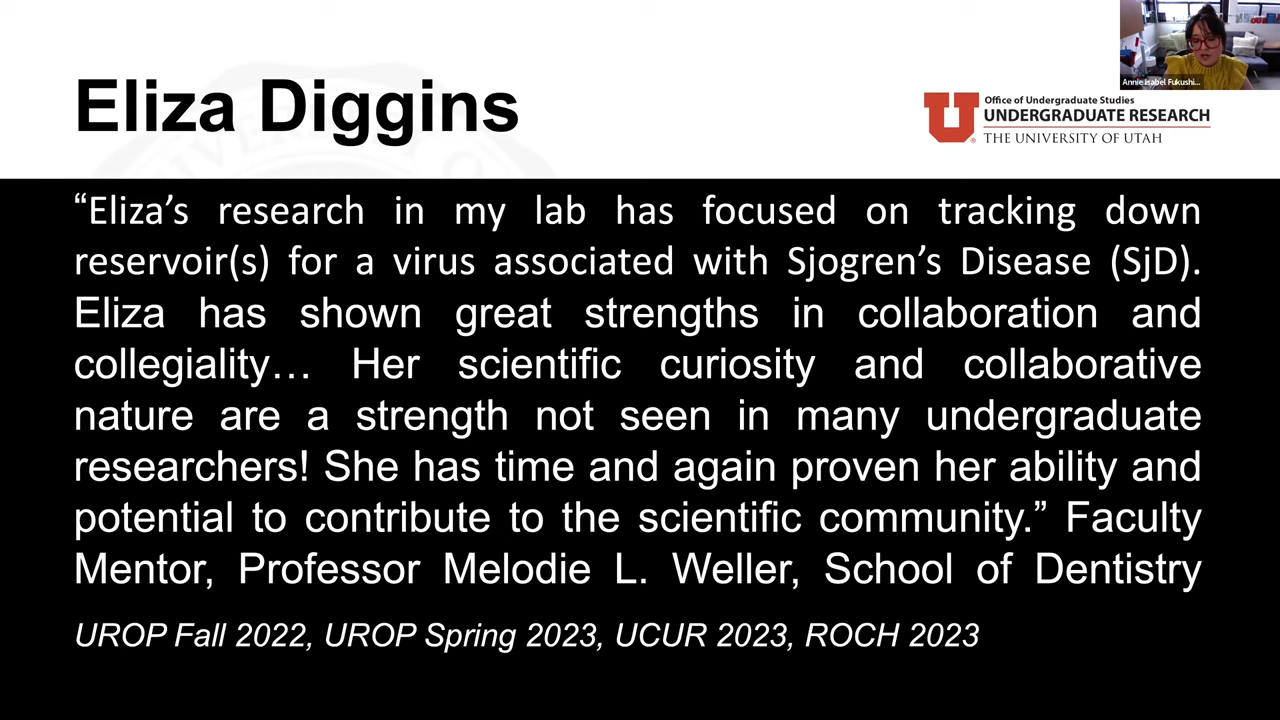 Annie Isabel Fukushi...
Eliza Diggins
Office of Undergraduate Studies
UNDERGRADUATE RESEARCH
THE UNIVERSITY OF UTAH
“Eliza’s research in my lab has focused on tracking down
reservoir(s) for a virus associated with Sjogren’s Disease (SjD).
Eliza has shown great strengths in collaboration and
collegiality… Her scientific curiosity and collaborative
nature are a strength not seen in many undergraduate
researchers! She has time and again proven her ability and
potential to contribute to the scientific community.” Faculty
Mentor, Professor Melodie L. Weller, School of Dentistry
UROP Fall 2022, UROP Spring 2023, UCUR 2023, ROCH 2023